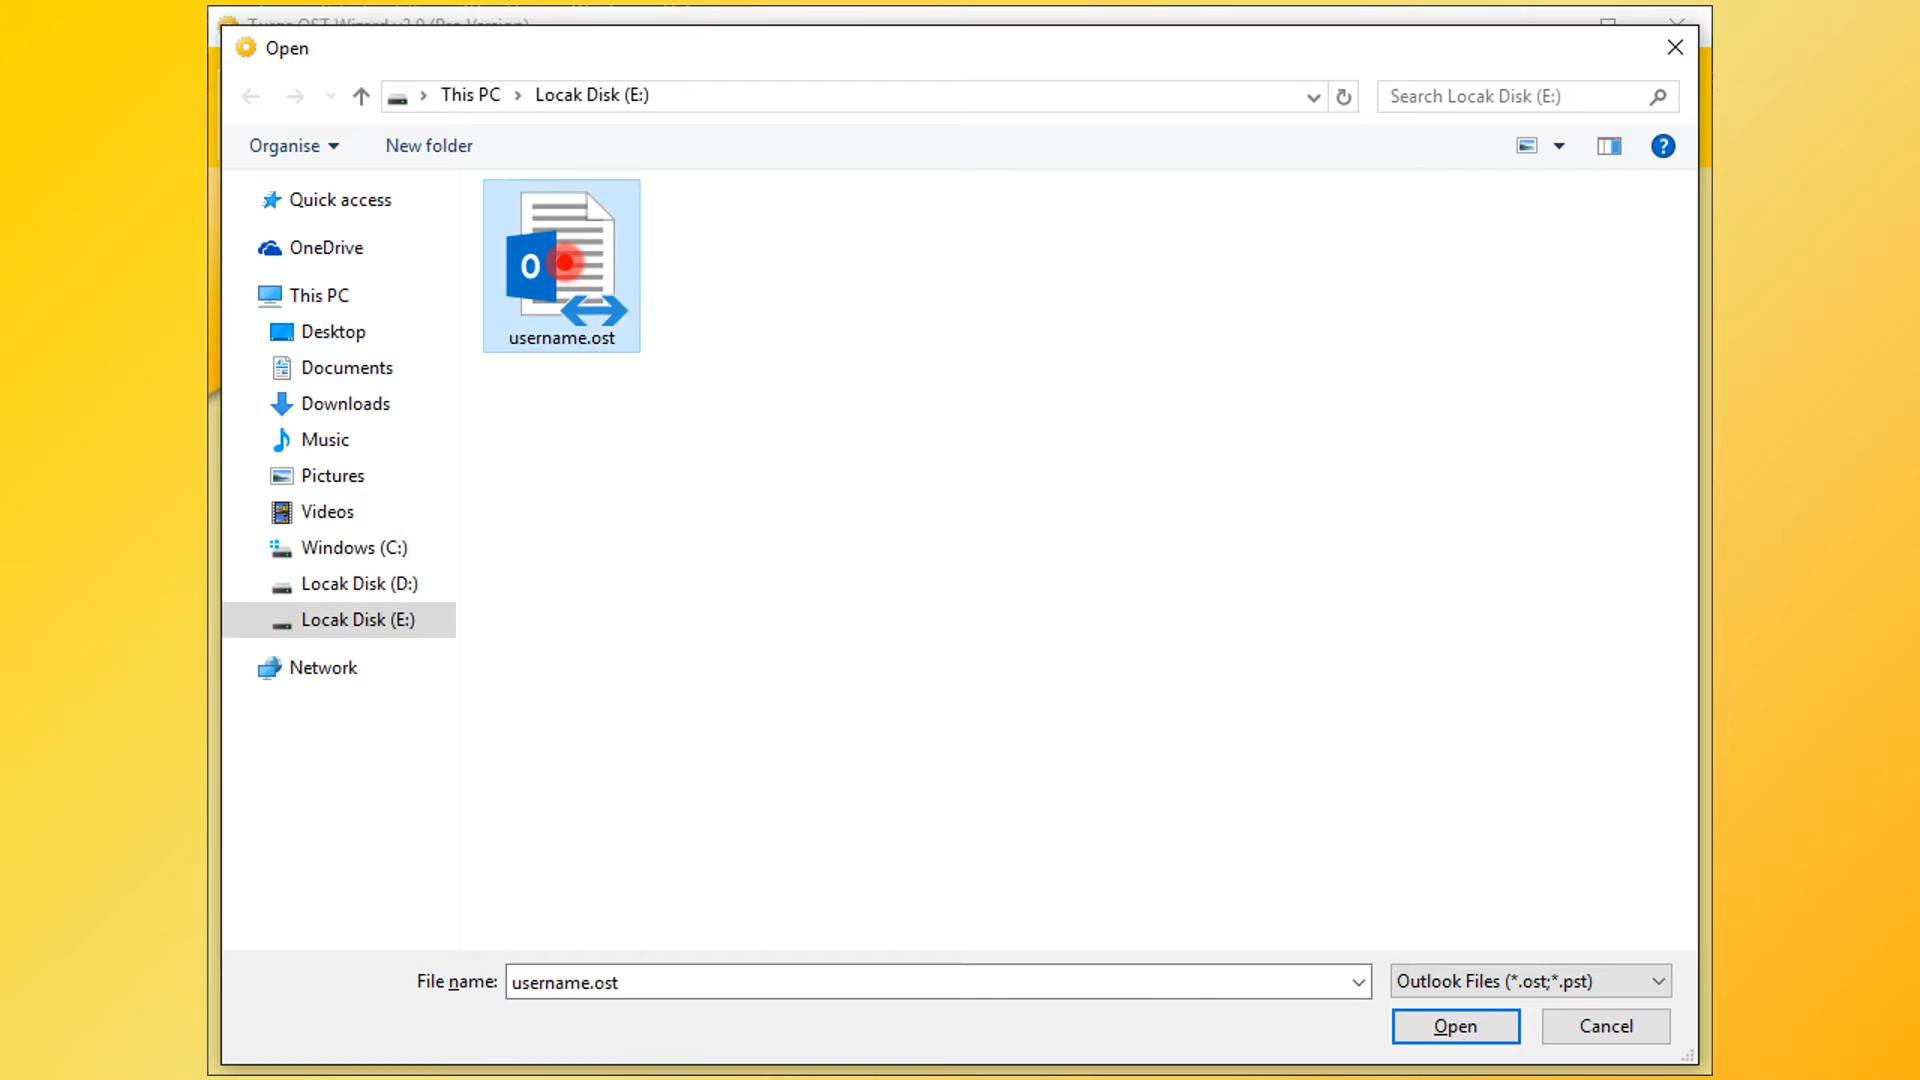 Open
This PC
Locak Disk (E:)
Search Locak Disk (E:)
Organise
New folder
Quick access
OneDrive
This PC
Desktop
Documents
Downloads
Music
Pictures
Videos
Windows (C:)
Locak Disk (D:)
Locak Disk (E:)
Network
O
username.ost
File name:
username.ost
Outlook Files (*.ost;*.pst)
Open
Cancel